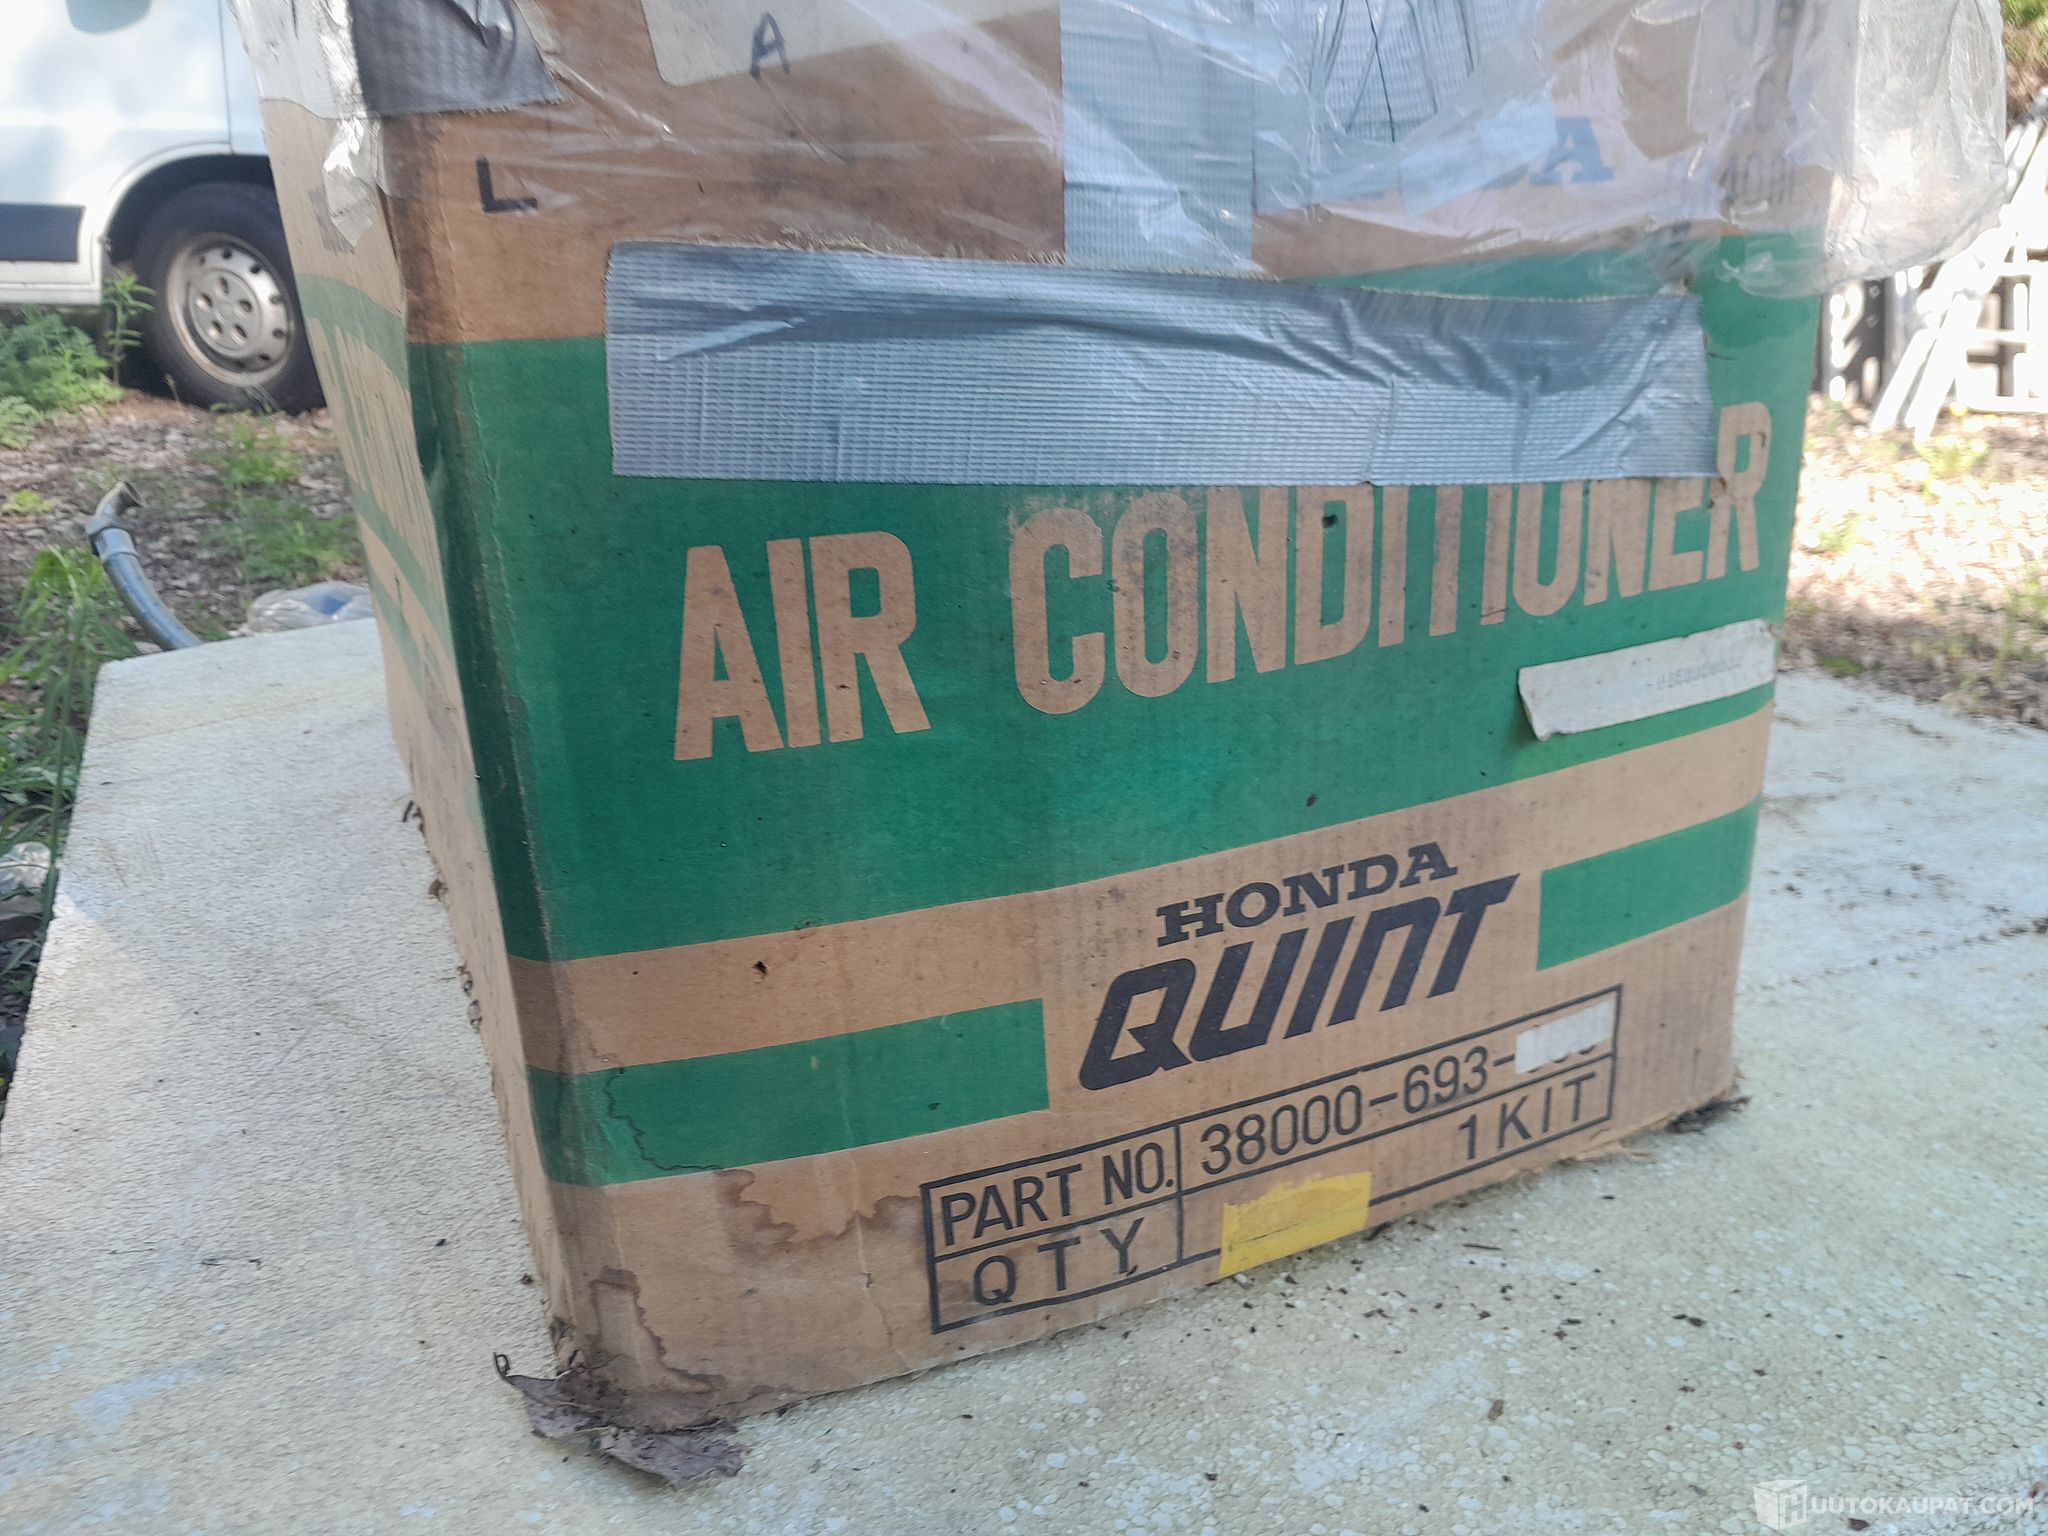 A
L
AIR CONDITIONER
HONDA
QUINT
PART NO. 38000-693-
QTY 1 KIT
HUUTOKAUPAT.COM